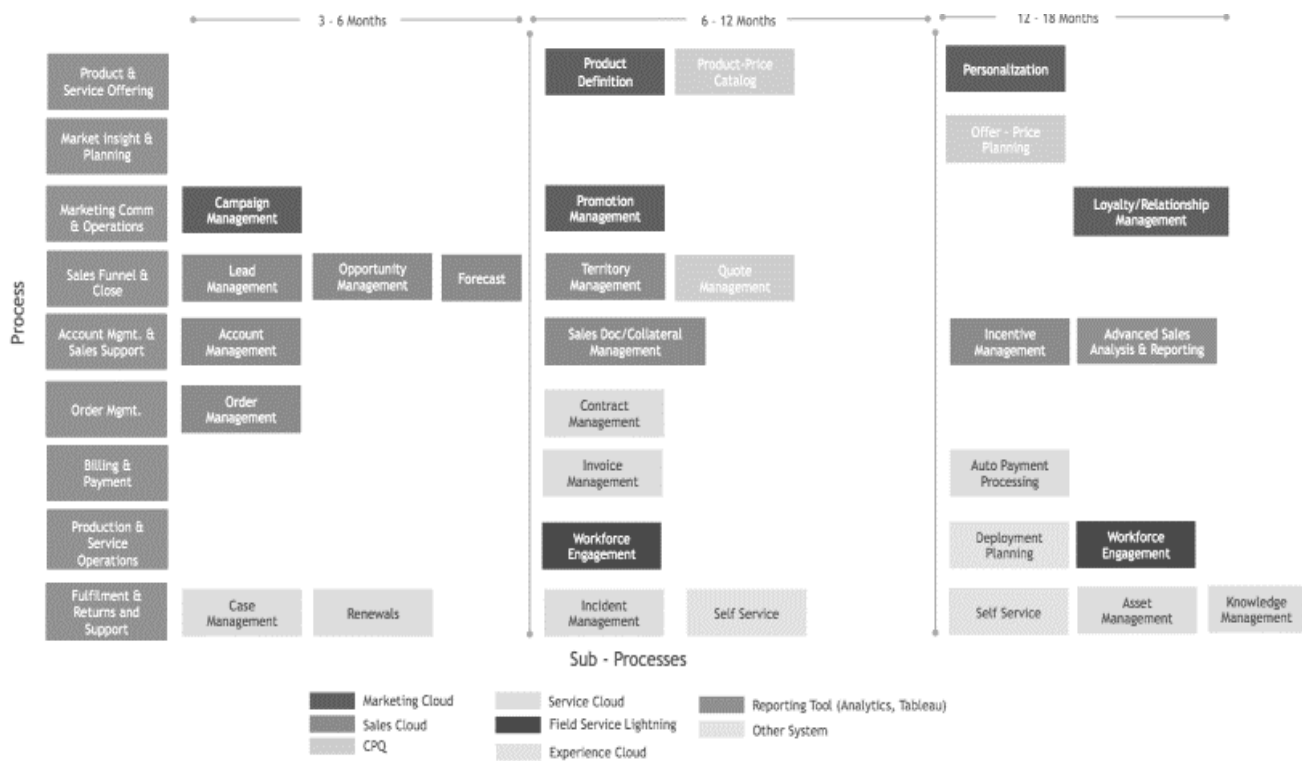 3 - 6 Months
6 - 12 Months
12 - 18 Months
Product &
Service Offering
Product
Definition
Product-Price
Catalog
Personalization
Market Insight &
Planning
Offer - Price
Planning
Marketing Comm
& Operations
Campaign
Management
Promotion
Management
Loyalty/Relationship
Management
Sales Funnel &
Close
Lead
Management
Opportunity
Management
Forecast
Territory
Management
Quote
Management
Process
Account Mgmt. &
Sales Support
Account
Management
Sales Doc/Collateral
Management
Incentive
Management
Advanced Sales
Analysis & Reporting
Order Mgmt.
Order
Management
Contract
Management
Billing &
Payment
Invoice
Management
Auto Payment
Processing
Production &
Service
Operations
Workforce
Engagement
Deployment
Planning
Workforce
Engagement
Fulfilment &
Returns and
Support
Case
Management
Renewals
Incident
Management
Self Service
Self Service
Asset
Management
Knowledge
Management
Sub - Processes
Marketing Cloud
Sales Cloud
CPQ
Service Cloud
Field Service Lightning
Experience Cloud
Reporting Tool (Analytics, Tableau)
Other System